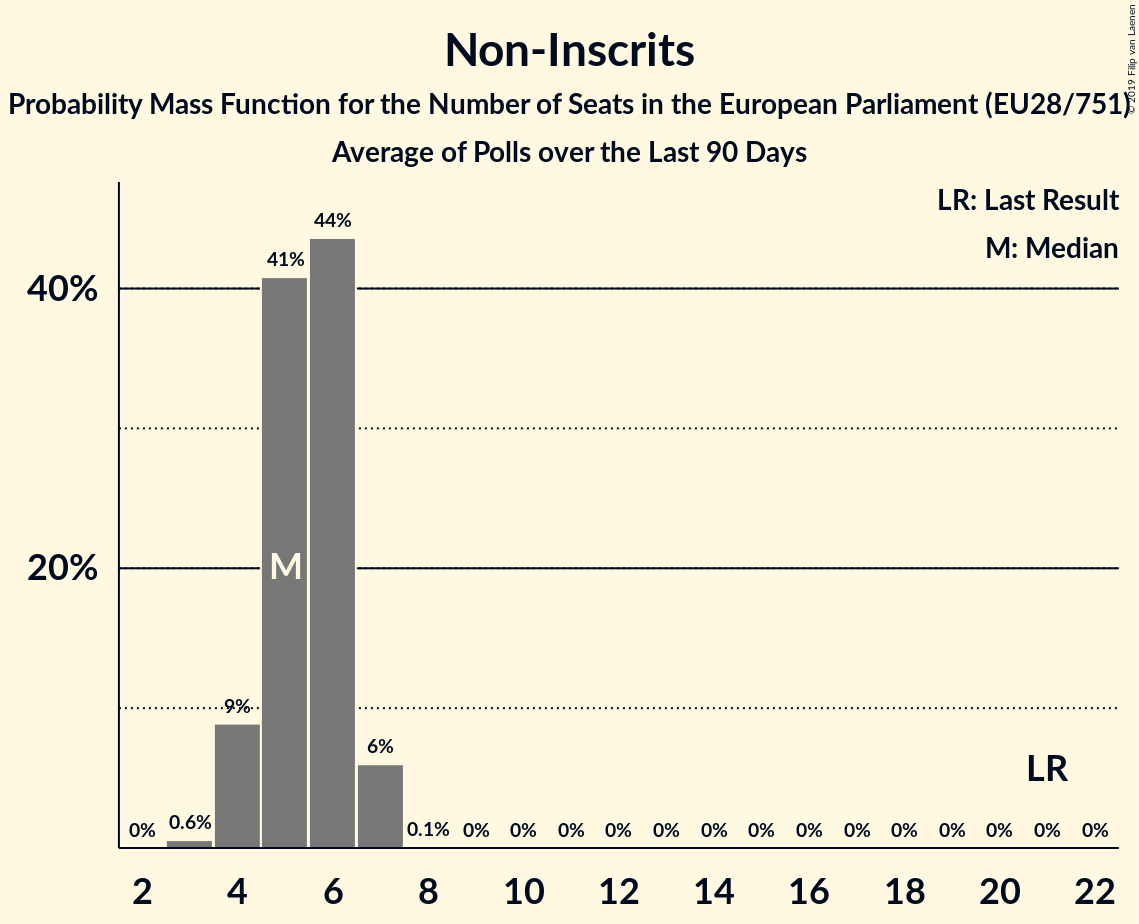 Non-Inscrits
Probability Mass Function for the Number of Seats in the European Parliament (EU28/751)
Average of Polls over the Last 90 Days
© 2019 Filip van Laenen
LR: Last Result
M: Median
40%
20%
0%
0.6%
9%
41%
44%
6%
0.1%
0%
0%
0%
0%
0%
0%
0%
0%
0%
0%
0%
0%
0%
0%
M
LR
2 4 6 8 10 12 14 16 18 20 22